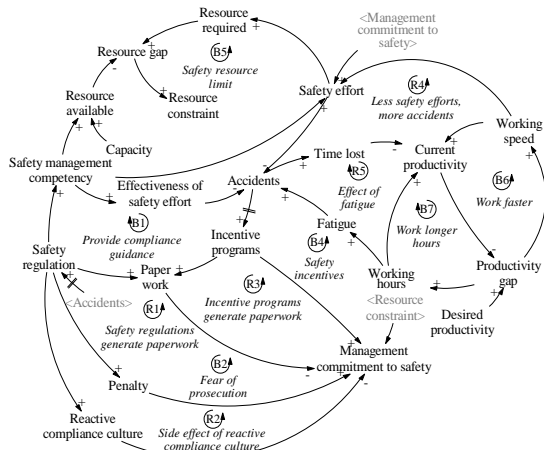 Resource
required
<Management
commitment to
safety>
Resource gap
B5
R4
Safety resource
limit
Safety effort
Less safety efforts,
more accidents
Resource
available
Resource
constraint
Working
speed
Capacity
Time lost
Current
productivity
Safety management
competency
R5
B6
Effectiveness of
safety effort
Accidents
Effect of
fatigue
Work faster
B1
Fatigue
B7
Provide compliance
guidance
Incentive
programs
B4
Work longer
hours
Safety
regulation
Safety
incentives
Paper
work
R3
Working
hours
Productivity
gap
<Accidents>
R1
Incentive programs
generate paperwork
<Resource
constraint>
Desired
productivity
Safety regulations
generate paperwork
Management
commitment to safety
B2
Penalty
Fear of
prosecution
Reactive
compliance culture
R2
Side effect of reactive
compliance culture